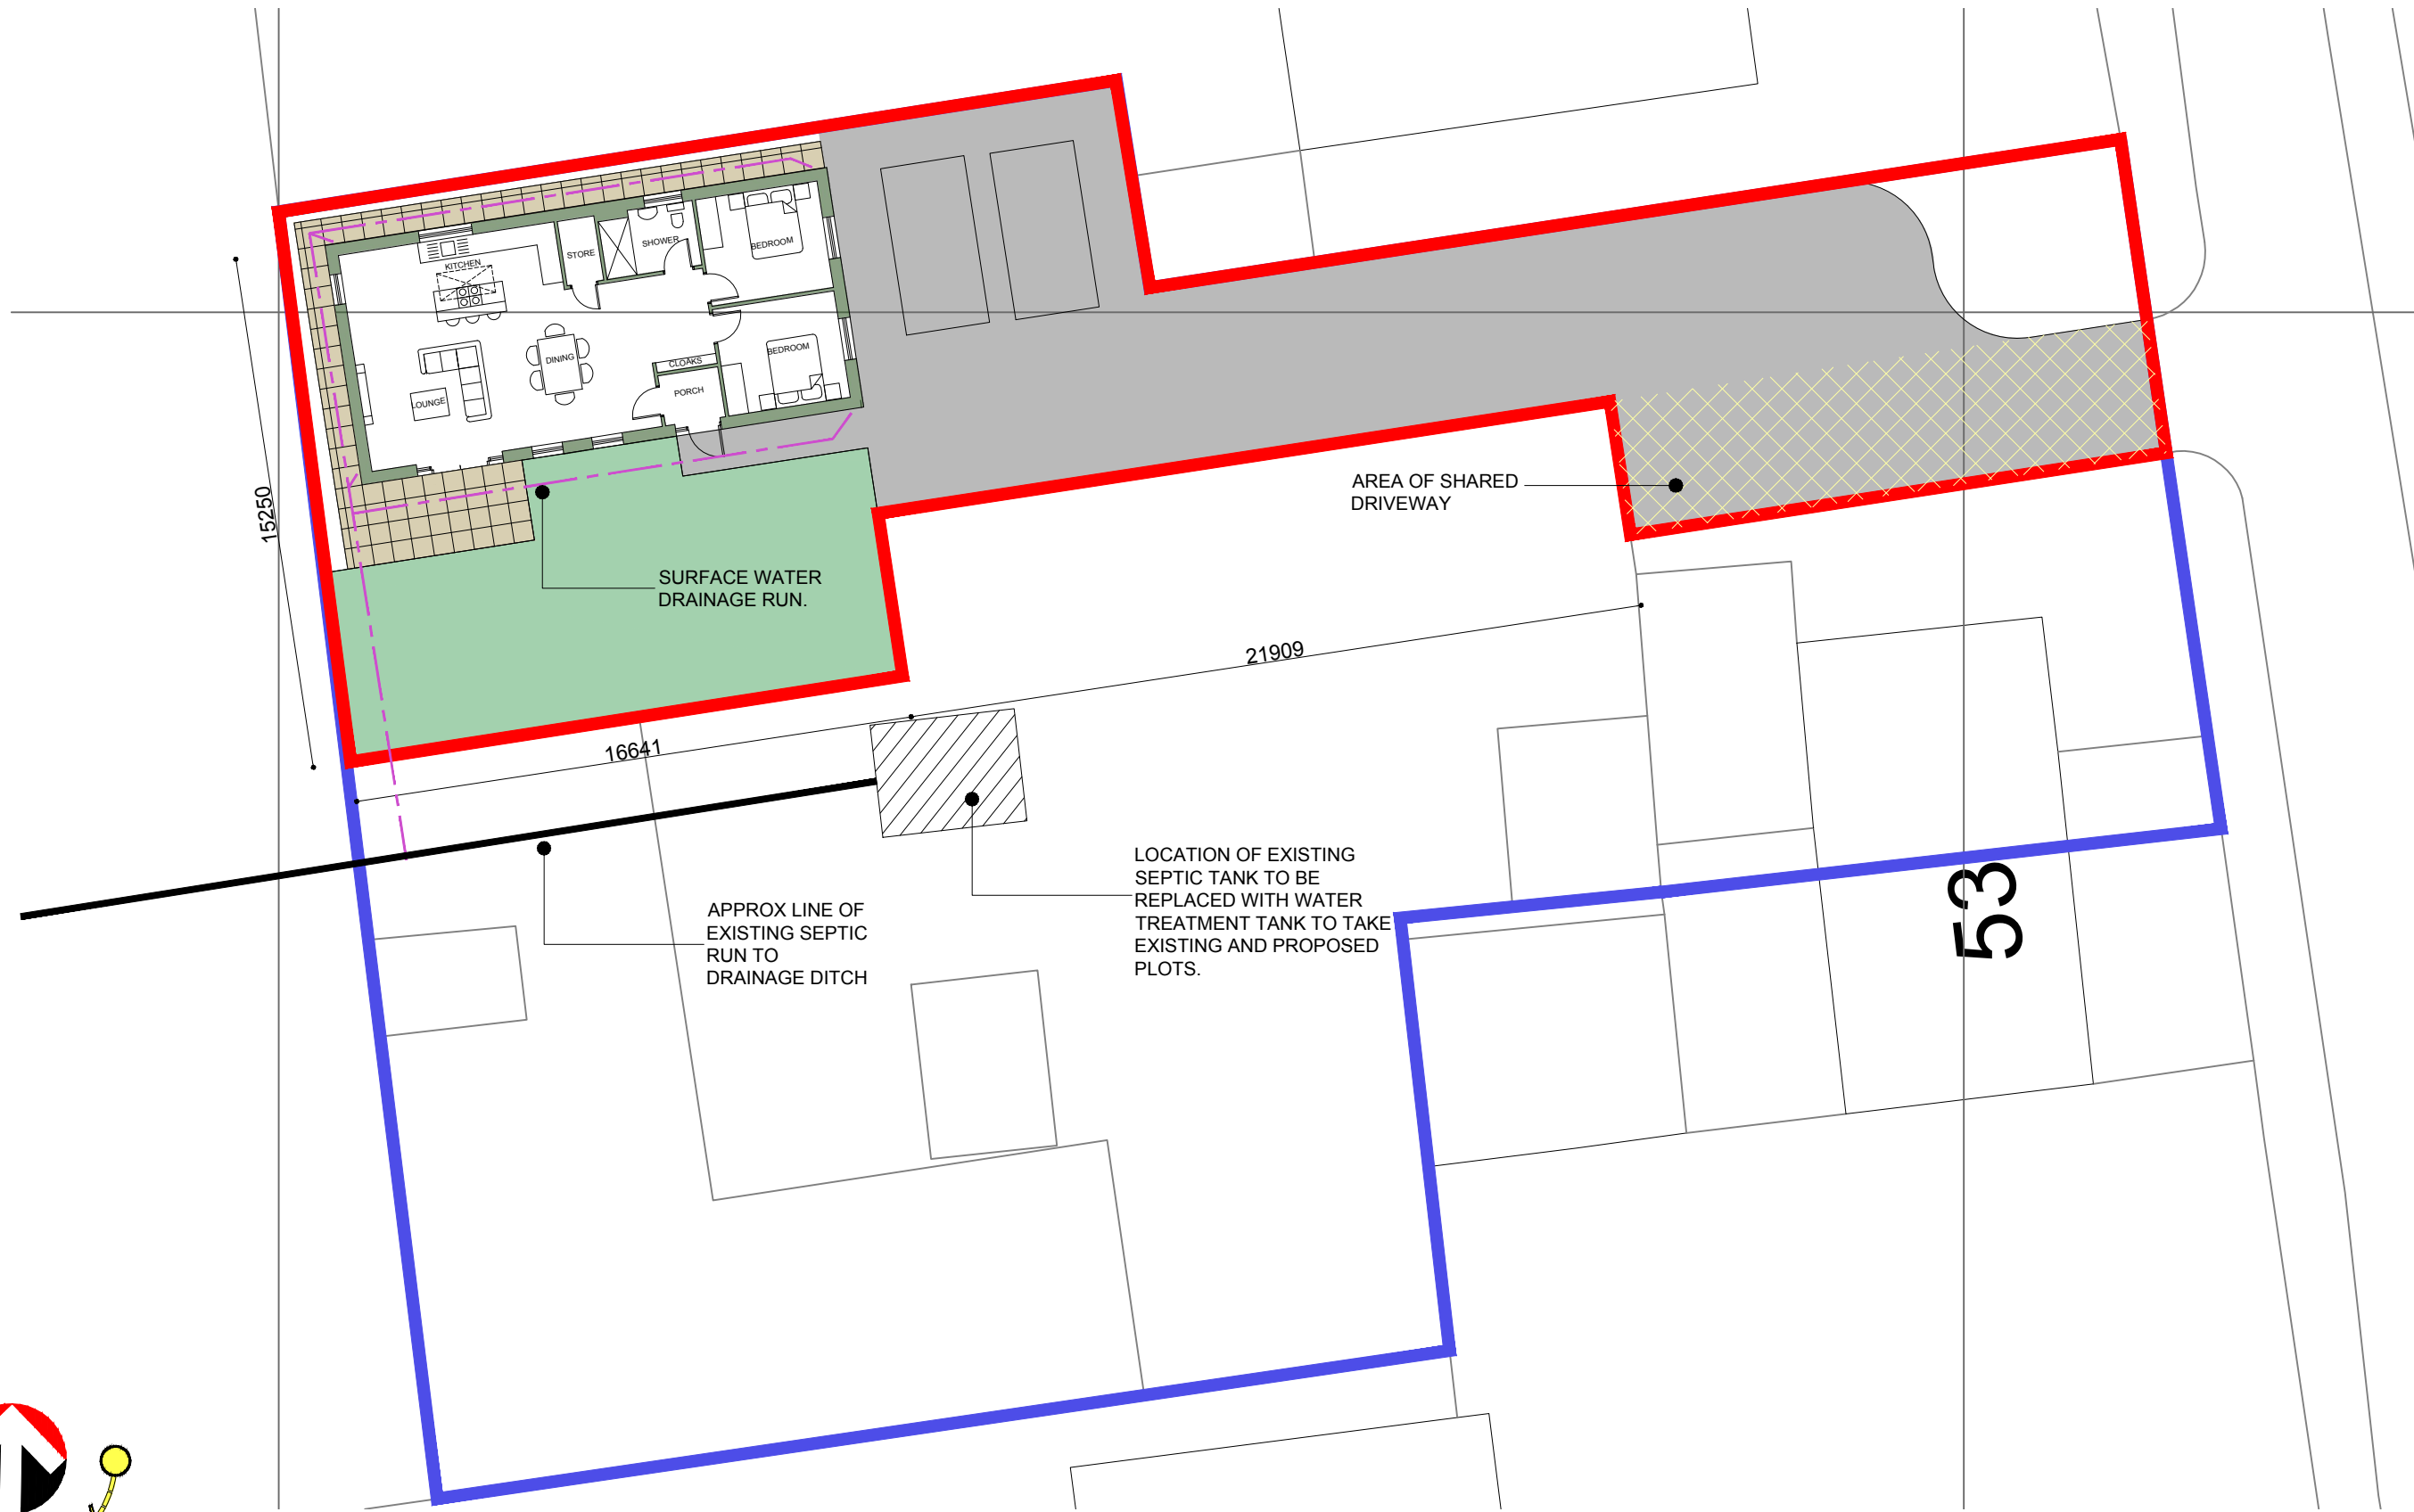 STORE
SHOWER
BEDROOM
KITCHEN
DINING
CLOAKS
BEDROOM
PORCH
LOUNGE
15250
AREA OF SHARED
DRIVEWAY
SURFACE WATER
DRAINAGE RUN.
21909
16641
LOCATION OF EXISTING
SEPTIC TANK TO BE
REPLACED WITH WATER
TREATMENT TANK TO TAKE
EXISTING AND PROPOSED
PLOTS.
APPROX LINE OF
EXISTING SEPTIC
RUN TO
DRAINAGE DITCH
53